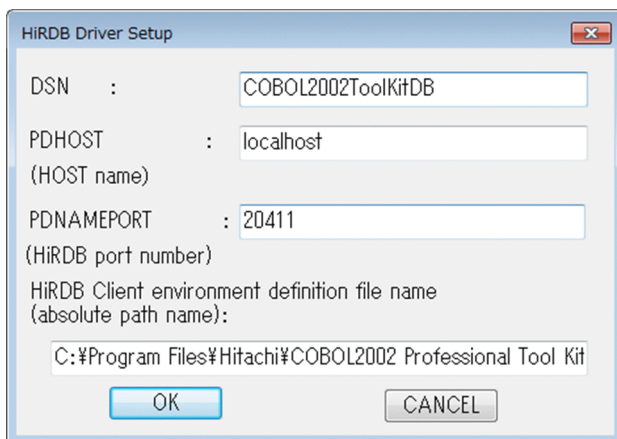 HiRDB Driver Setup
DSN : COBOL2002ToolKitDB
PDHOST : localhost
(HOST name)
PDNAMEPORT : 20411
(HiRDB port number)
HiRDB Client environment definition file name
(absolute path name):
C:¥Program Files¥Hitachi¥COBOL2002 Professional Tool Kit
OK CANCEL